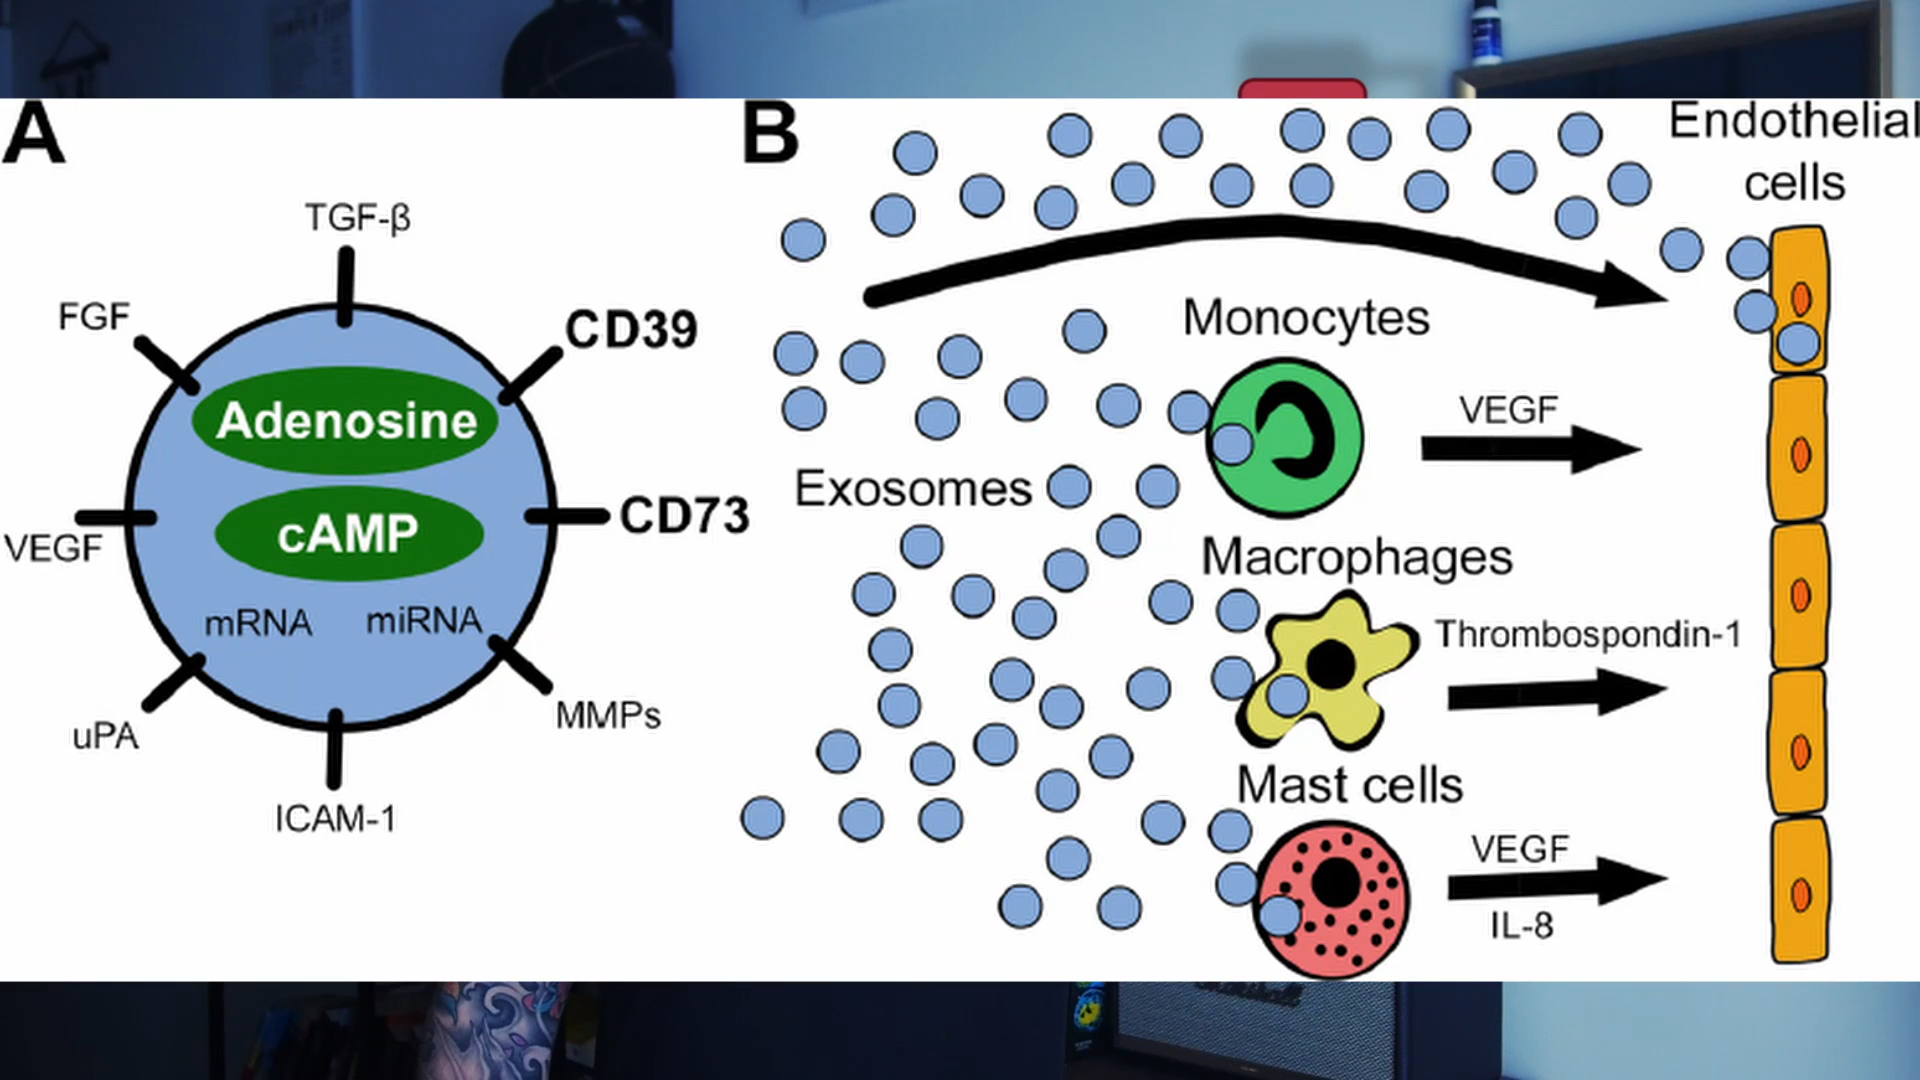 A
TGF-β
FGF
CD39
Adenosine
CD73
cAMP
VEGF
mRNA miRNA
uPA
MMPs
ICAM-1
B
Endothelial
cells
Monocytes
VEGF
Exosomes
Macrophages
Thrombospondin-1
Mast cells
VEGF
IL-8